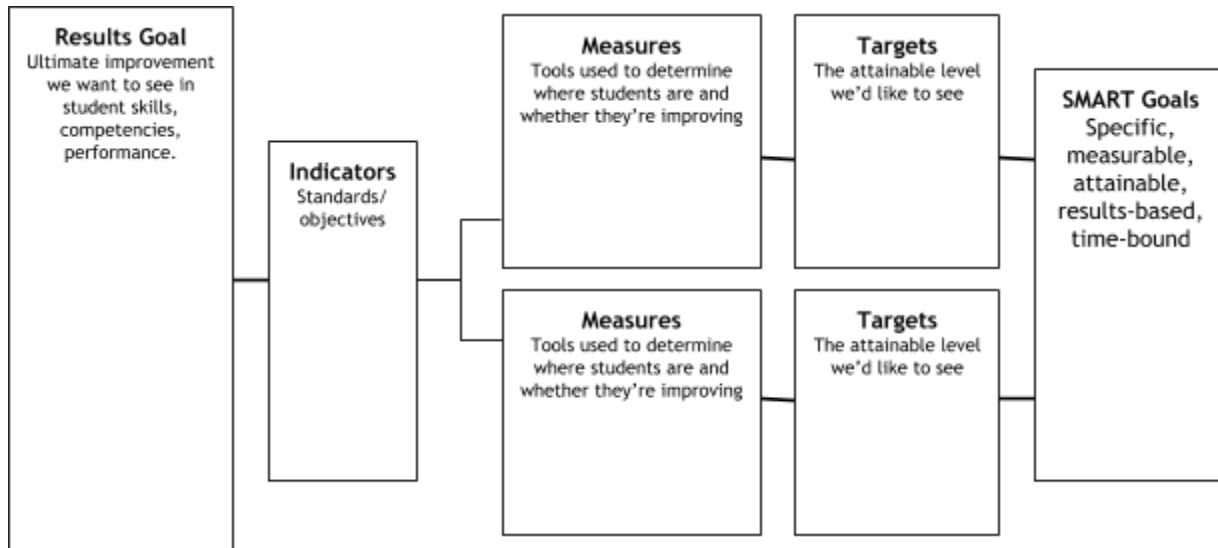 Results Goal
Ultimate improvement
we want to see in
student skills,
competencies,
performance.
Indicators
Standards/
objectives
Measures
Tools used to determine
where students are and
whether they're improving
Targets
The attainable level
we'd like to see
Measures
Tools used to determine
where students are and
whether they're improving
Targets
The attainable level
we'd like to see
SMART Goals
Specific,
measurable,
attainable,
results-based,
time-bound